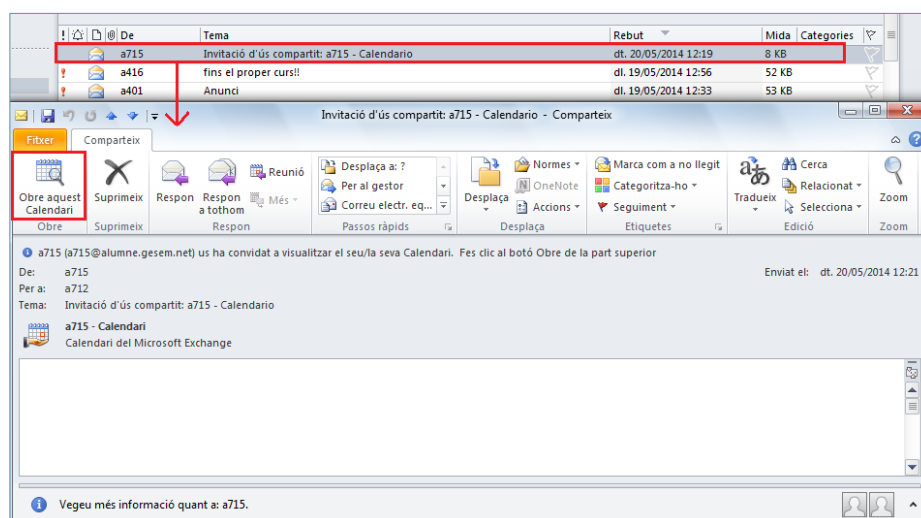 ! De Tema Rebut Mida Categories
a715 Invitació d'ús compartit: a715 - Calendario dt. 20/05/2014 12:19 8 KB
a416 fins el proper curs!! dl. 19/05/2014 12:56 52 KB
a401 Anunci dl. 19/05/2014 12:33 53 KB
Invitació d'ús compartit: a715 - Calendario - Comparteix
Fitxer Comparteix
Obre aquest Calendari
Suprimeix
Respon
Respon a tothom
Reunió
Més
Desplaça a: ?
Per al gestor
Correu electr. eq...
Desplaça
Normes
OneNote
Accions
Marca com a no llegit
Categoritza-ho
Seguiment
Tradueix
Cerca
Relacionat
Selecciona
Zoom
Obre Suprimeix Respon Passos ràpids Desplaça Etiquetes Edició Zoom
a715 (a715@alumne.gesem.net) us ha convidat a visualitzar el seu/la seva Calendari. Fes clic al botó Obre de la part superior
De: a715 Enviat el: dt. 20/05/2014 12:21
Per a: a712
Tema: Invitació d'ús compartit: a715 - Calendario
a715 - Calendari
Calendari del Microsoft Exchange
Vegeu més informació quant a: a715.